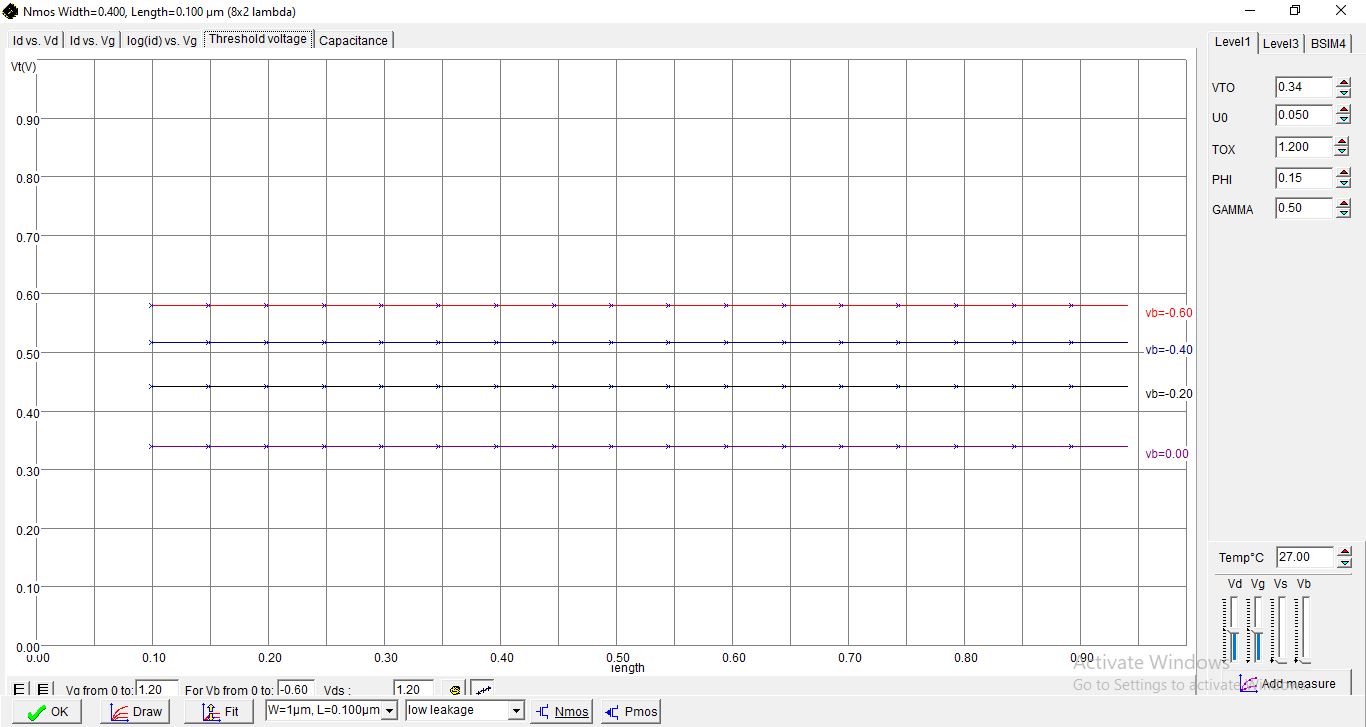 Nmos Width=0.400, Length=0.100 µm (8x2 lambda)
Id vs. Vd Id vs. Vg log(id) vs. Vg Threshold voltage Capacitance
Level1 Level3 BSIM4
Vt(V)
0.90
0.80
0.70
0.60
0.50
0.40
0.30
0.20
0.10
0.00
vb=-0.60
vb=-0.40
vb=-0.20
vb=0.00
0.00 0.10 0.20 0.30 0.40 0.50 0.60 0.70 0.80 0.90
length
VTO 0.34
U0 0.050
TOX 1.200
PHI 0.15
GAMMA 0.50
Temp°C 27.00
Vd Vg Vs Vb
Activate Windows
Go to Settings to activate Windows.
Add measure
Vg from 0 to: 1.20 For Vb from 0 to: -0.60 Vds : 1.20
OK Draw Fit W=1µm, L=0.100µm low leakage Nmos Pmos